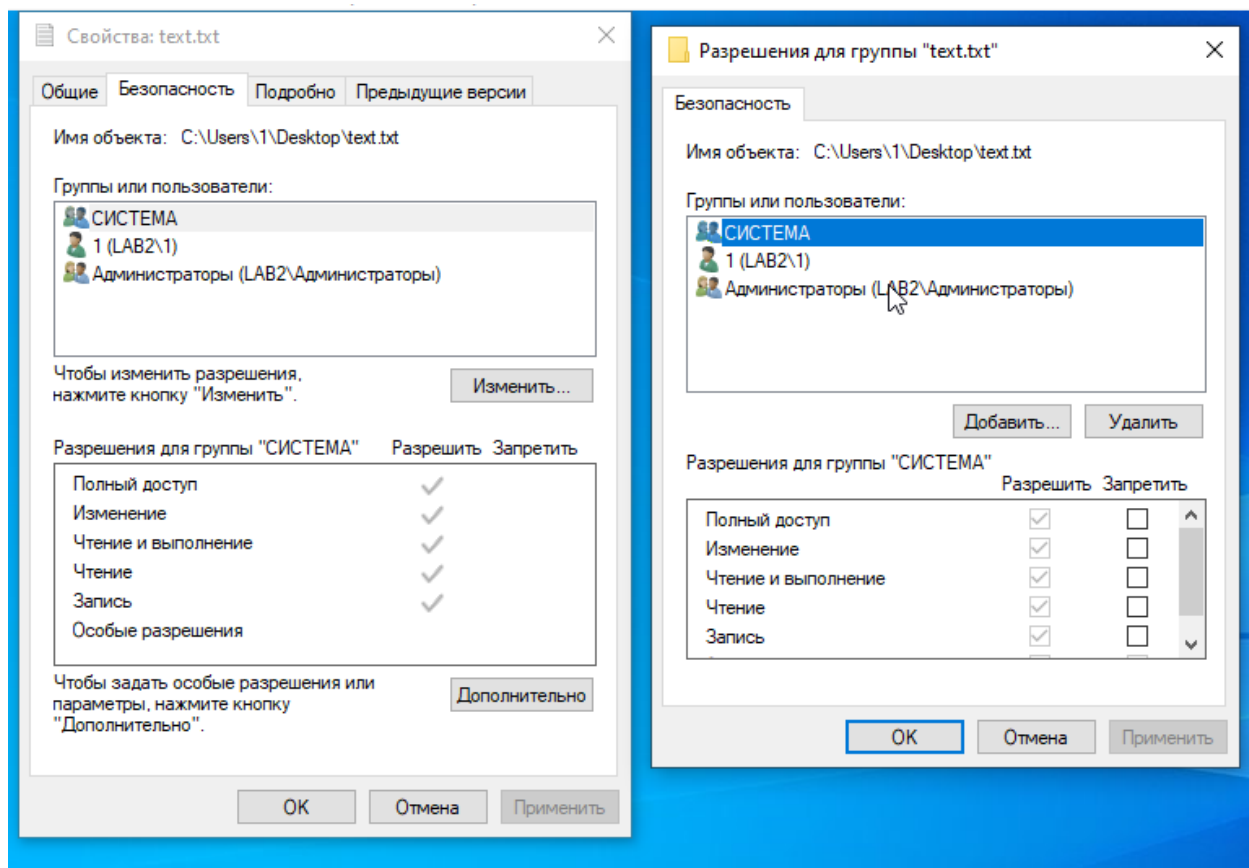 Свойства: text.txt
Общие Безопасность Подробно Предыдущие версии
Имя объекта: C:\Users\1\Desktop\text.txt
Группы или пользователи:
СИСТЕМА
1 (LAB2\1)
Администраторы (LAB2\Администраторы)
Чтобы изменить разрешения,
нажмите кнопку "Изменить".
Изменить...
Разрешения для группы "СИСТЕМА" Разрешить Запретить
Полный доступ
Изменение
Чтение и выполнение
Чтение
Запись
Особые разрешения
Чтобы задать особые разрешения или
параметры, нажмите кнопку
"Дополнительно".
Дополнительно
OK Отмена Применить
Разрешения для группы "text.txt"
Безопасность
Имя объекта: C:\Users\1\Desktop\text.txt
Группы или пользователи:
СИСТЕМА
1 (LAB2\1)
Администраторы (LAB2\Администраторы)
Добавить... Удалить
Разрешения для группы "СИСТЕМА"
Разрешить Запретить
Полный доступ
Изменение
Чтение и выполнение
Чтение
Запись
OK Отмена Применить